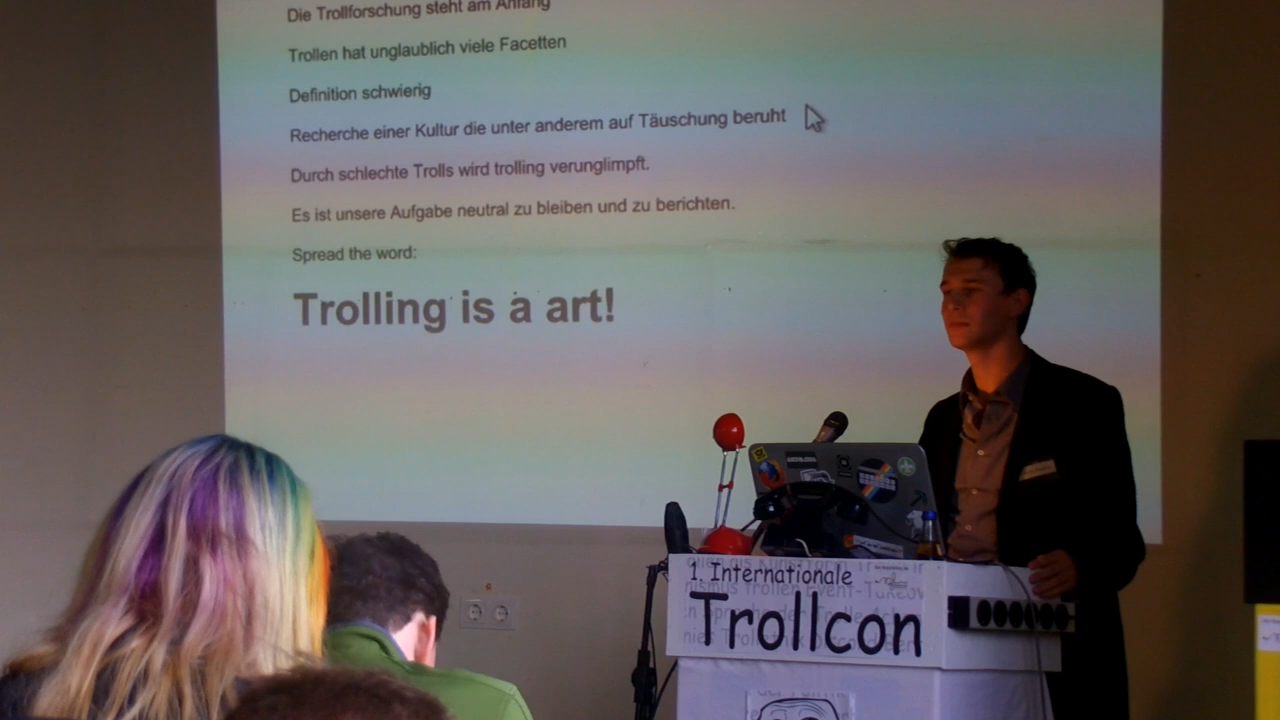 Die Trollforschung steht am Anfang
Trollen hat unglaublich viele Facetten
Definition schwierig
Recherche einer Kultur die unter anderem auf Täuschung beruht
Durch schlechte Trolls wird trolling verunglimpft.
Es ist unsere Aufgabe neutral zu bleiben und zu berichten.
Spread the word:
Trolling is a art!
1. Internationale
Trollcon